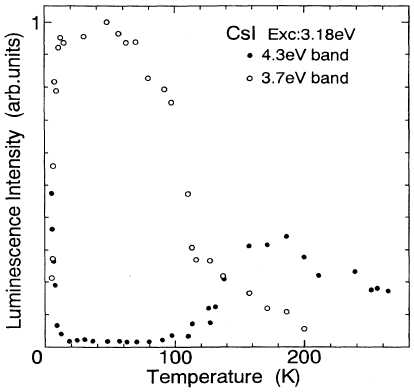 CsI Exc:3.18eV
• 4.3eV band
○ 3.7eV band
Luminescence Intensity (arb.units)
1
0
0 100 200
Temperature (K)